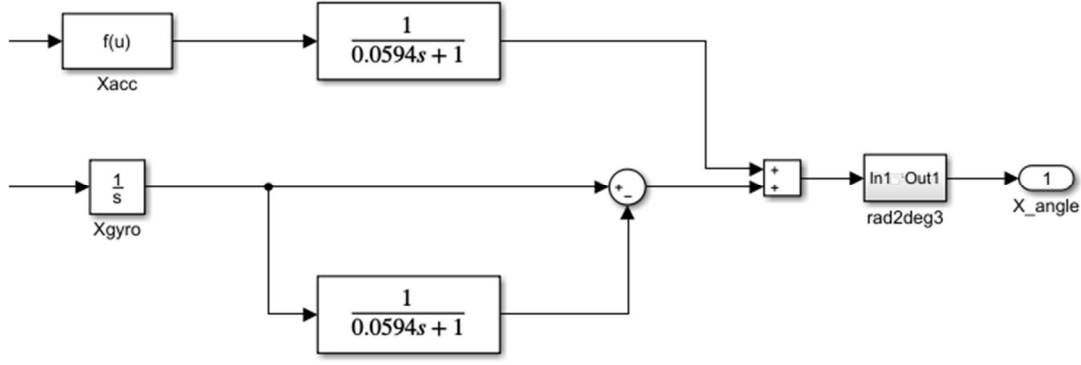 f(u)
Xacc
1
0.0594s + 1
1
s
Xgyro
+
−
1
0.0594s + 1
+
+
In1 Out1
rad2deg3
1
X_angle